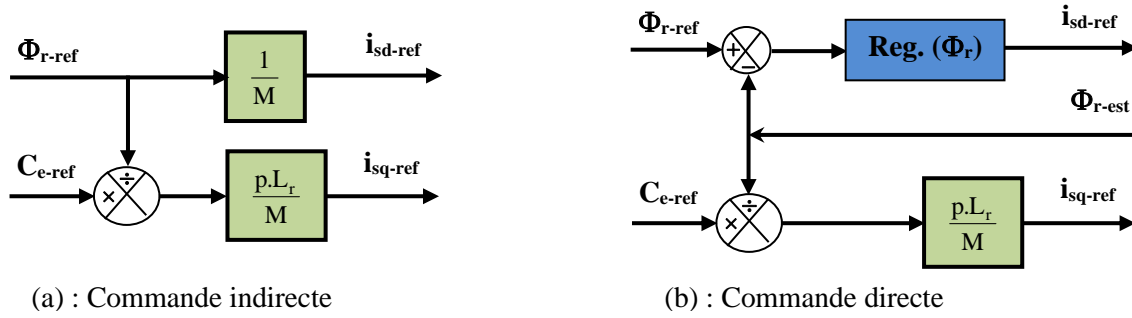 Φr-ref
1
M
isd-ref
Ce-ref
×
÷
p.Lr
M
isq-ref
(a) : Commande indirecte
Φr-ref
+
−
Reg. (Φr)
isd-ref
Φr-est
Ce-ref
×
÷
p.Lr
M
isq-ref
(b) : Commande directe